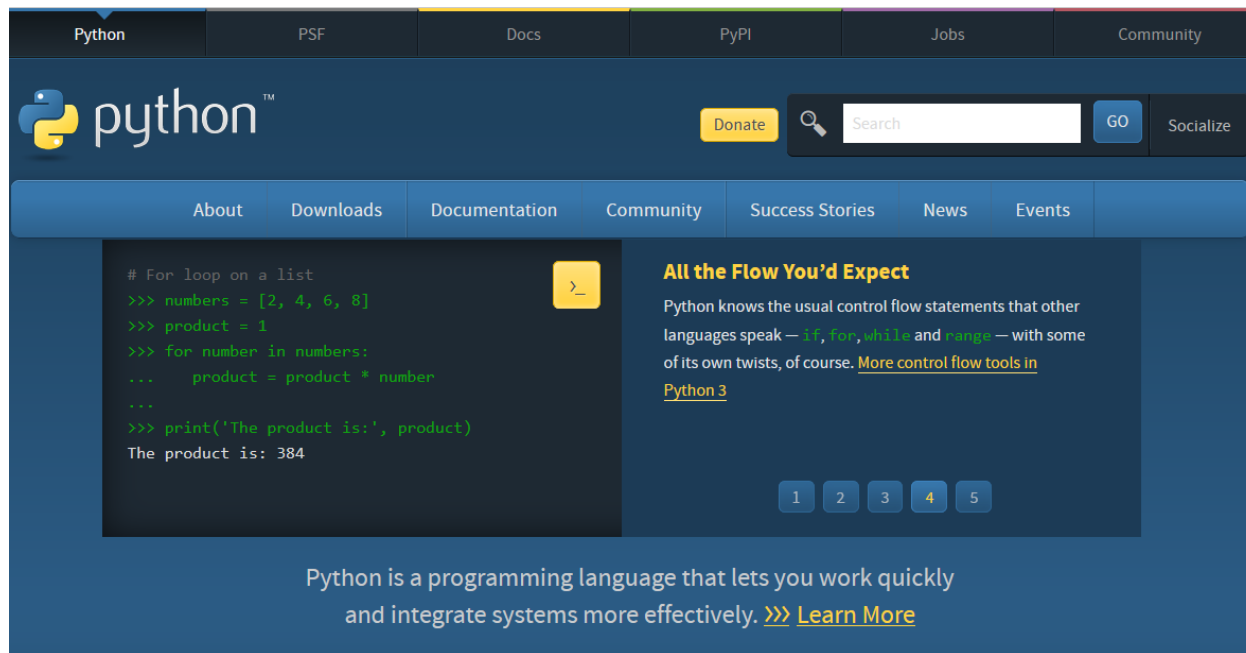 Python PSF Docs PyPI Jobs Community
python™
Donate Search GO Socialize
About Downloads Documentation Community Success Stories News Events
# For loop on a list
>>> numbers = [2, 4, 6, 8]
>>> product = 1
>>> for number in numbers:
...    product = product * number
...
>>> print('The product is:', product)
The product is: 384
>_
All the Flow You’d Expect
Python knows the usual control flow statements that other
languages speak — if, for, while and range — with some
of its own twists, of course. More control flow tools in
Python 3
1 2 3 4 5
Python is a programming language that lets you work quickly
and integrate systems more effectively. >>> Learn More